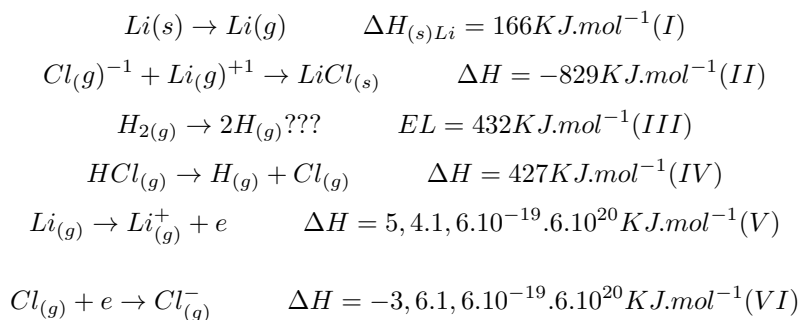 Li(s) → Li(g) ΔH₍ₛ₎Li = 166KJ.mol⁻¹(I)
Cl₍g₎⁻¹ + Li₍g₎⁺¹ → LiCl₍ₛ₎ ΔH = −829KJ.mol⁻¹(II)
H₂₍g₎ → 2H₍g₎??? EL = 432KJ.mol⁻¹(III)
HCl₍g₎ → H₍g₎ + Cl₍g₎ ΔH = 427KJ.mol⁻¹(IV)
Li₍g₎ → Li⁺₍g₎ + e ΔH = 5, 4.1, 6.10⁻¹⁹.6.10²⁰KJ.mol⁻¹(V)
Cl₍g₎ + e → Cl⁻₍g₎ ΔH = −3, 6.1, 6.10⁻¹⁹.6.10²⁰KJ.mol⁻¹(VI)